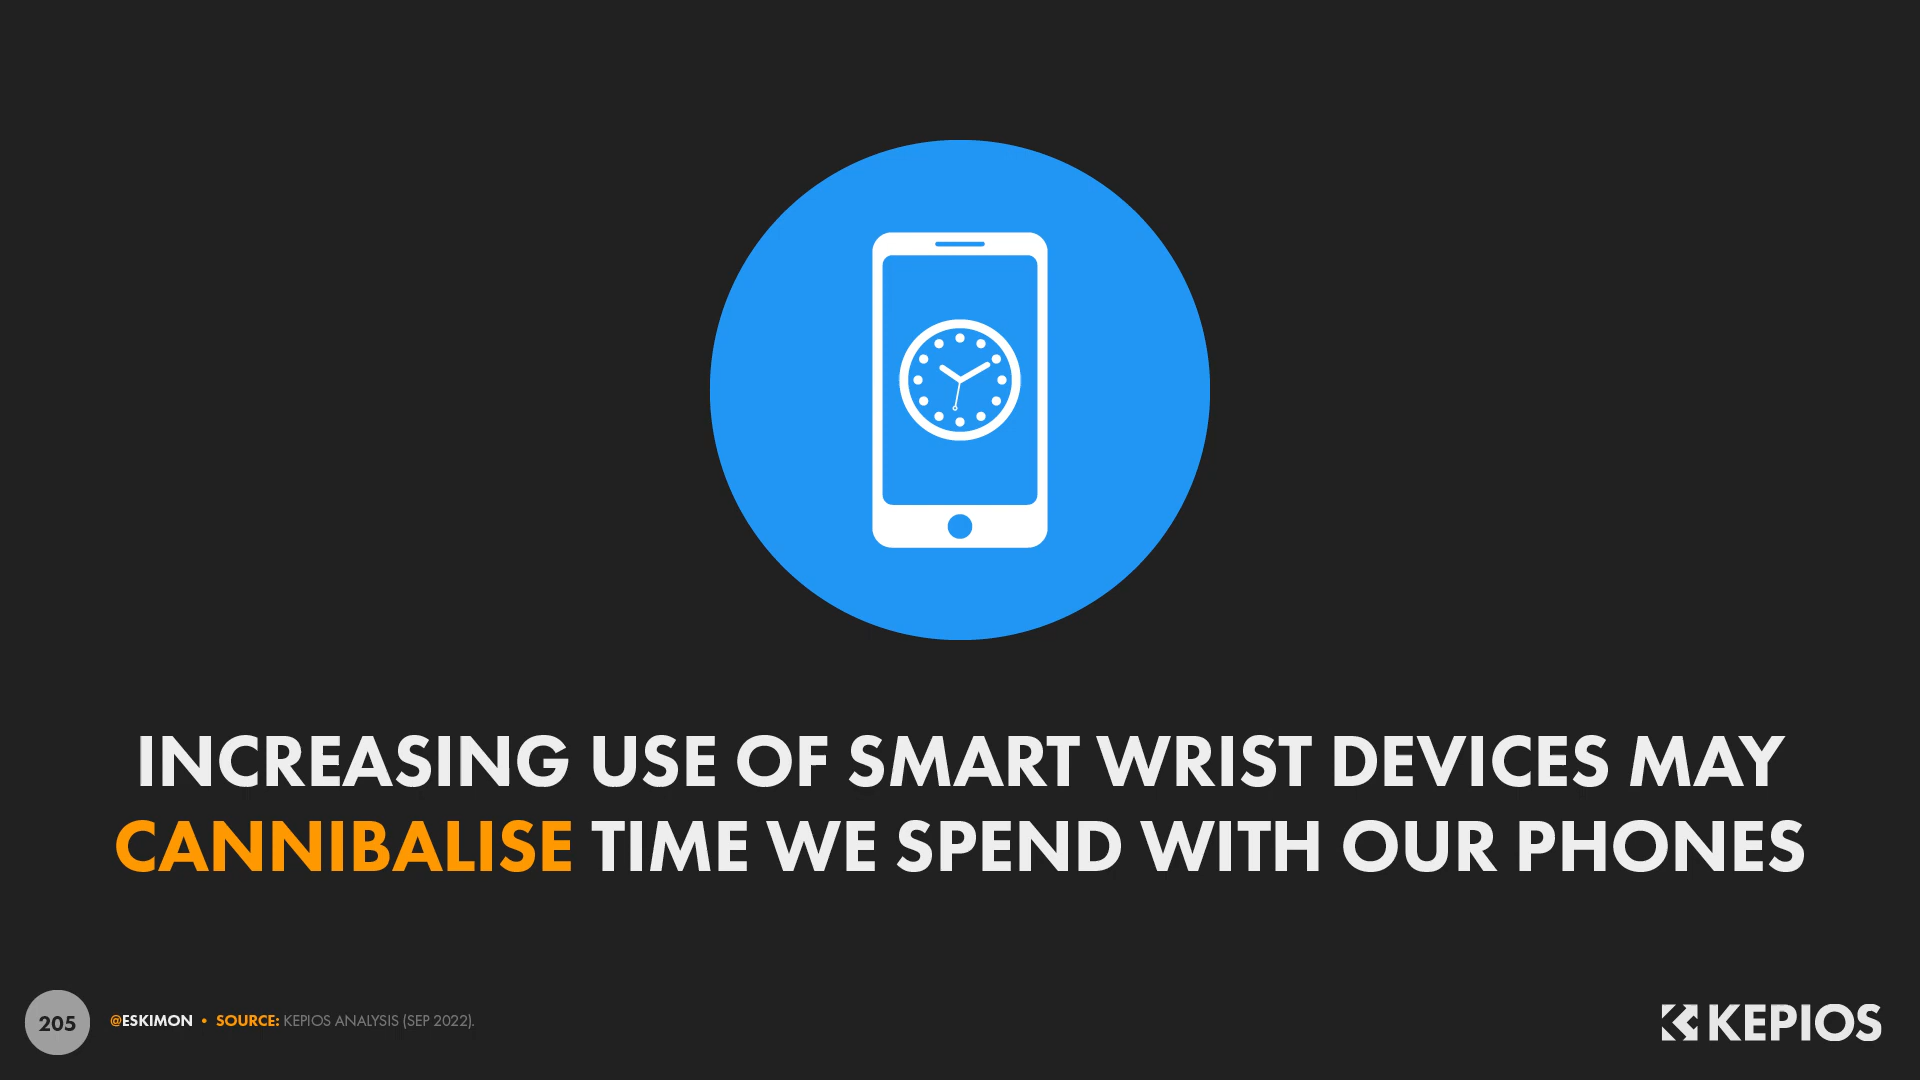 INCREASING USE OF SMART WRIST DEVICES MAY
CANNIBALISE TIME WE SPEND WITH OUR PHONES
205
@ESKIMON • SOURCE: KEPIOS ANALYSIS (SEP 2022).
KEPIOS